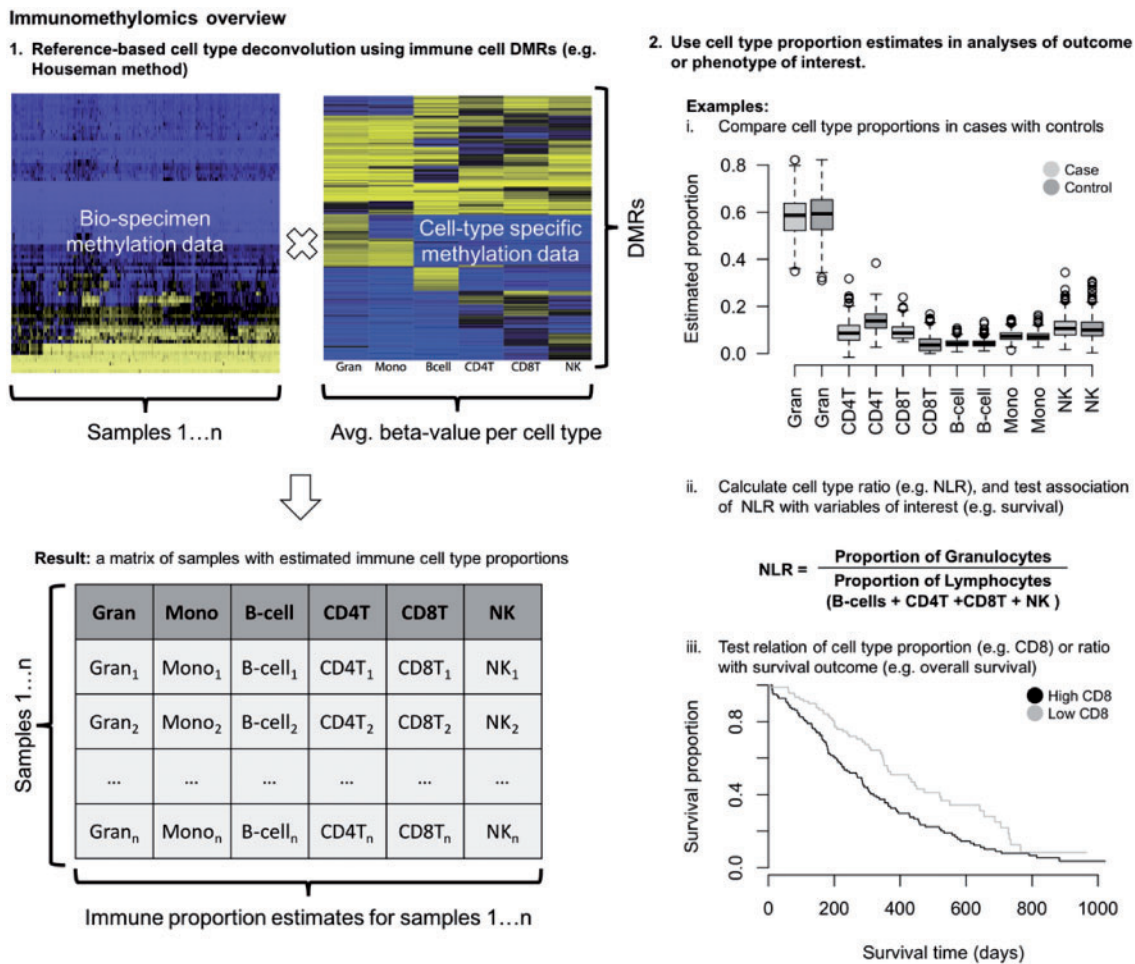 Immunomethylomics overview
1. Reference-based cell type deconvolution using immune cell DMRs (e.g.
Houseman method)
Bio-specimen
methylation data
Cell-type specific
methylation data
DMRs
Gran Mono Bcell CD4T CD8T NK
Samples 1...n
Avg. beta-value per cell type
Result: a matrix of samples with estimated immune cell type proportions
Samples 1...n
Gran Mono B-cell CD4T CD8T NK
Gran1 Mono1 B-cell1 CD4T1 CD8T1 NK1
Gran2 Mono2 B-cell2 CD4T2 CD8T2 NK2
... ... ... ... ... ...
Grann Monon B-celln CD4Tn CD8Tn NKn
Immune proportion estimates for samples 1...n
2. Use cell type proportion estimates in analyses of outcome
or phenotype of interest.
Examples:
i. Compare cell type proportions in cases with controls
Estimated proportion
0.8
0.6
0.4
0.2
0.0
Case
Control
Gran Gran CD4T CD4T CD8T CD8T B-cell B-cell Mono Mono NK NK
ii. Calculate cell type ratio (e.g. NLR), and test association
of NLR with variables of interest (e.g. survival)
NLR =
Proportion of Granulocytes
Proportion of Lymphocytes
(B-cells + CD4T +CD8T + NK )
iii. Test relation of cell type proportion (e.g. CD8) or ratio
with survival outcome (e.g. overall survival)
Survival proportion
0.8
0.4
0.0
High CD8
Low CD8
0 200 400 600 800 1000
Survival time (days)